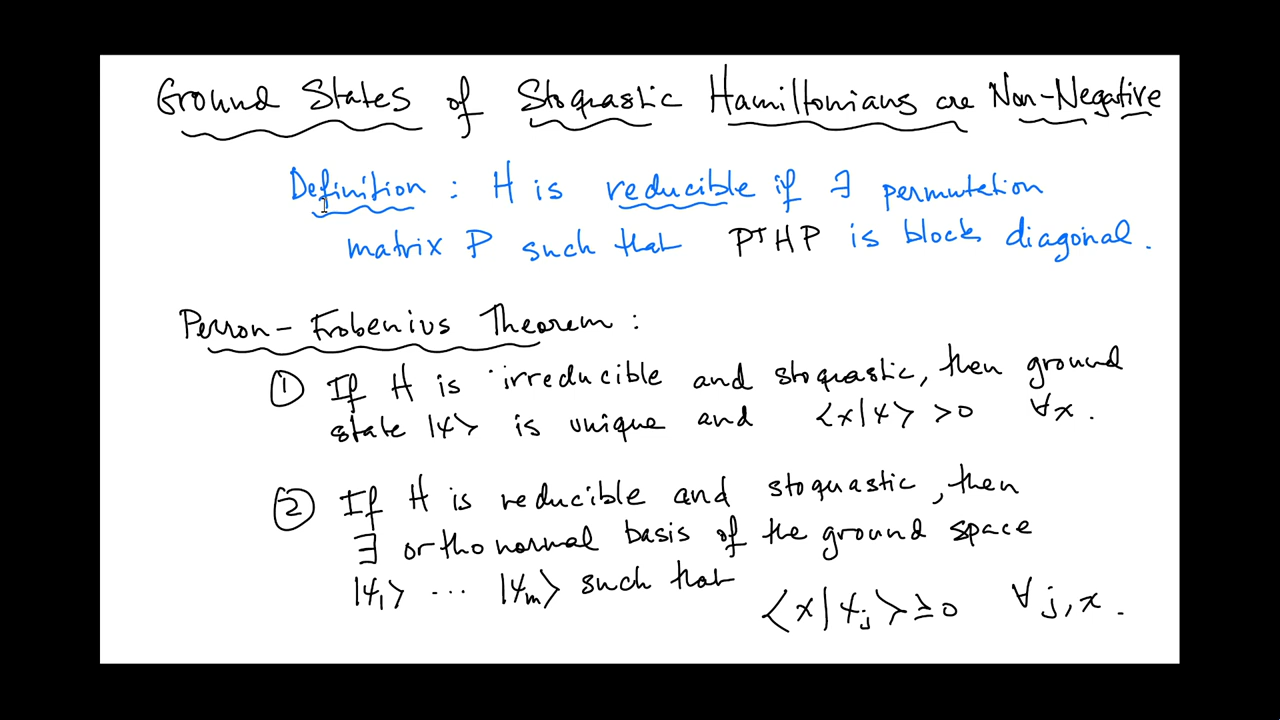 Ground States of Stoquastic Hamiltonians are Non-Negative
Definition : H is reducible if ∃ permutation
matrix P such that P†HP is block diagonal.
Perron-Frobenius Theorem :
① If H is irreducible and stoquastic, then ground
state |ψ⟩ is unique and ⟨x|ψ⟩ >0 ∀x.
② If H is reducible and stoquastic, then
∃ orthonormal basis of the ground space
|ψ₁⟩ ... |ψₘ⟩ such that
⟨x|ψⱼ⟩ ≥0 ∀j,x.